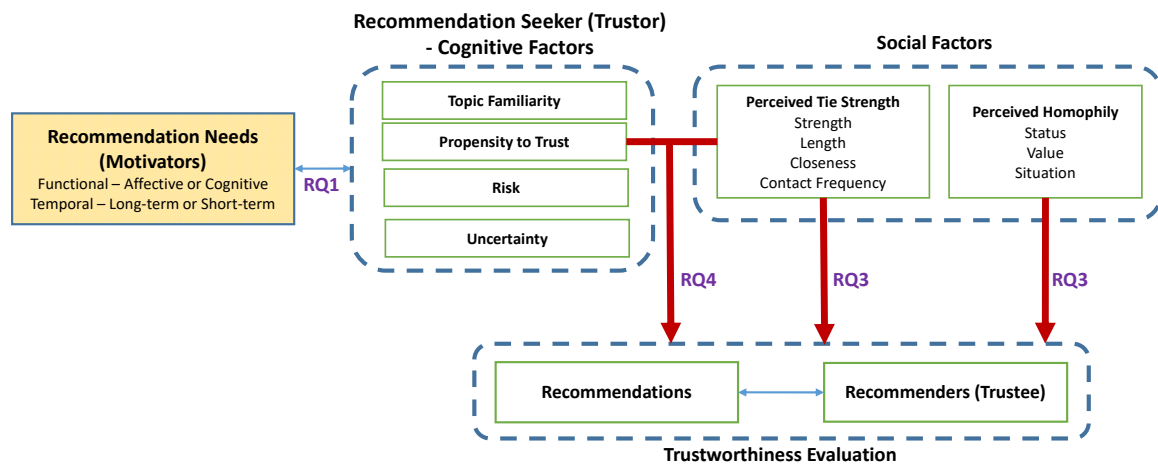 Recommendation Seeker (Trustor)
- Cognitive Factors
Social Factors
Recommendation Needs
(Motivators)
Functional – Affective or Cognitive
Temporal – Long-term or Short-term
RQ1
Topic Familiarity
Propensity to Trust
Risk
Uncertainty
Perceived Tie Strength
Strength
Length
Closeness
Contact Frequency
Perceived Homophily
Status
Value
Situation
RQ4
RQ3
RQ3
Recommendations
Recommenders (Trustee)
Trustworthiness Evaluation